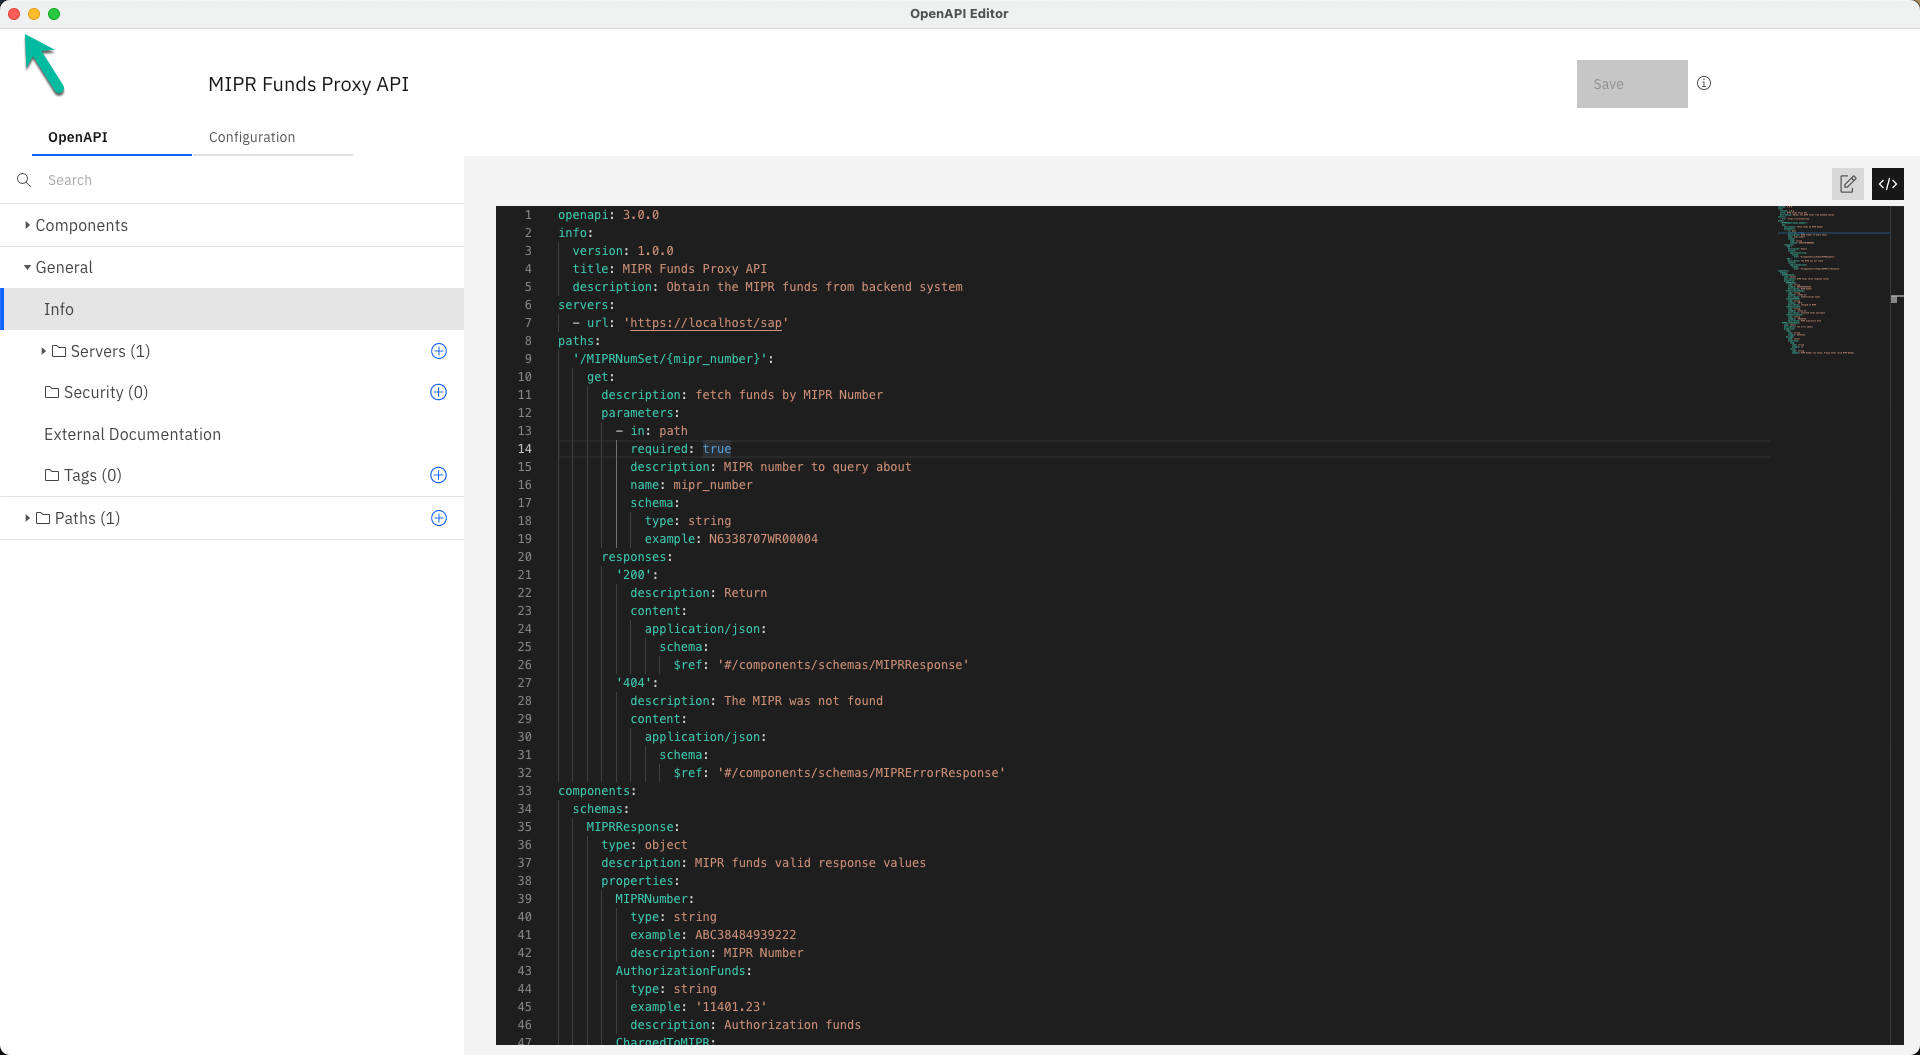 OpenAPI Editor
MIPR Funds Proxy API
Save
OpenAPI
Configuration
Search
Components
General
Info
Servers (1)
Security (0)
External Documentation
Tags (0)
Paths (1)
1 openapi: 3.0.0
2 info:
3 version: 1.0.0
4 title: MIPR Funds Proxy API
5 description: Obtain the MIPR funds from backend system
6 servers:
7 - url: 'https://localhost/sap'
8 paths:
9 '/MIPRNumSet/{mipr_number}':
10 get:
11 description: fetch funds by MIPR Number
12 parameters:
13 - in: path
14 required: true
15 description: MIPR number to query about
16 name: mipr_number
17 schema:
18 type: string
19 example: N6338707WR00004
20 responses:
21 '200':
22 description: Return
23 content:
24 application/json:
25 schema:
26 $ref: '#/components/schemas/MIPRResponse'
27 '404':
28 description: The MIPR was not found
29 content:
30 application/json:
31 schema:
32 $ref: '#/components/schemas/MIPRErrorResponse'
33 components:
34 schemas:
35 MIPRResponse:
36 type: object
37 description: MIPR funds valid response values
38 properties:
39 MIPRNumber:
40 type: string
41 example: ABC38484939222
42 description: MIPR Number
43 AuthorizationFunds:
44 type: string
45 example: '11401.23'
46 description: Authorization funds
47 ChargedToMIPR: